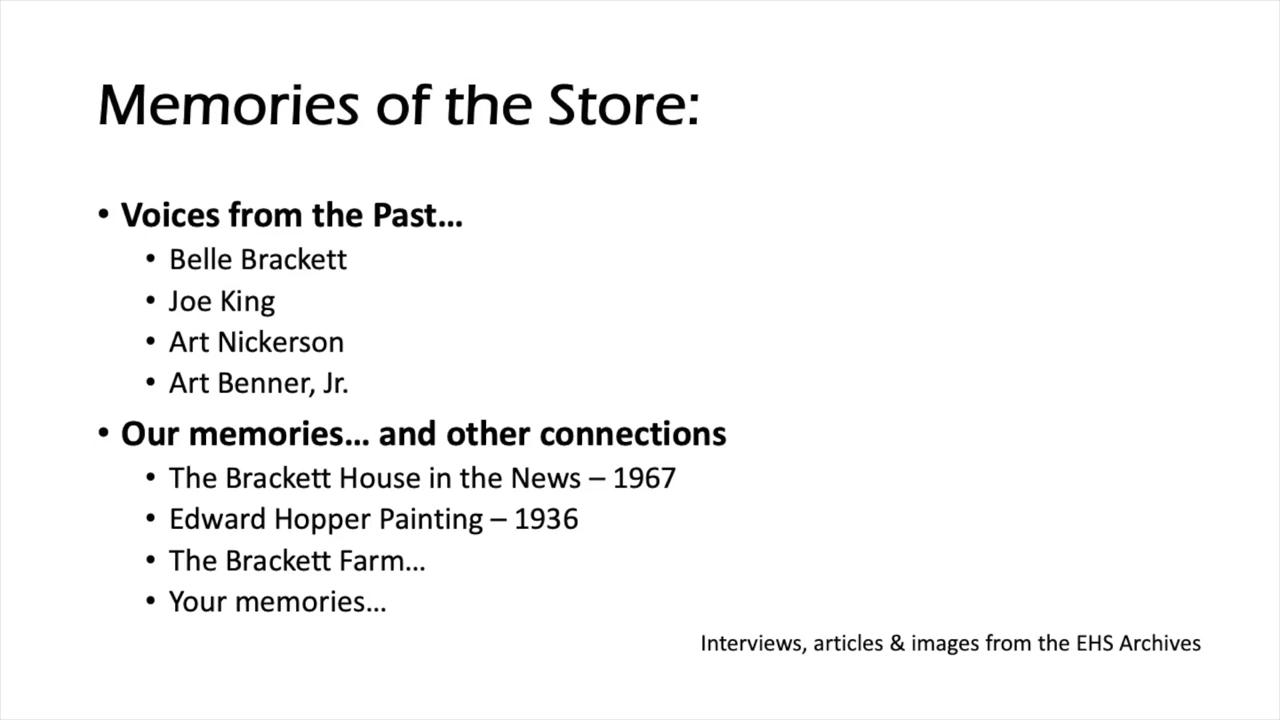 Memories of the Store:
• Voices from the Past…
• Belle Brackett
• Joe King
• Art Nickerson
• Art Benner, Jr.
• Our memories… and other connections
• The Brackett House in the News – 1967
• Edward Hopper Painting – 1936
• The Brackett Farm…
• Your memories…
Interviews, articles & images from the EHS Archives